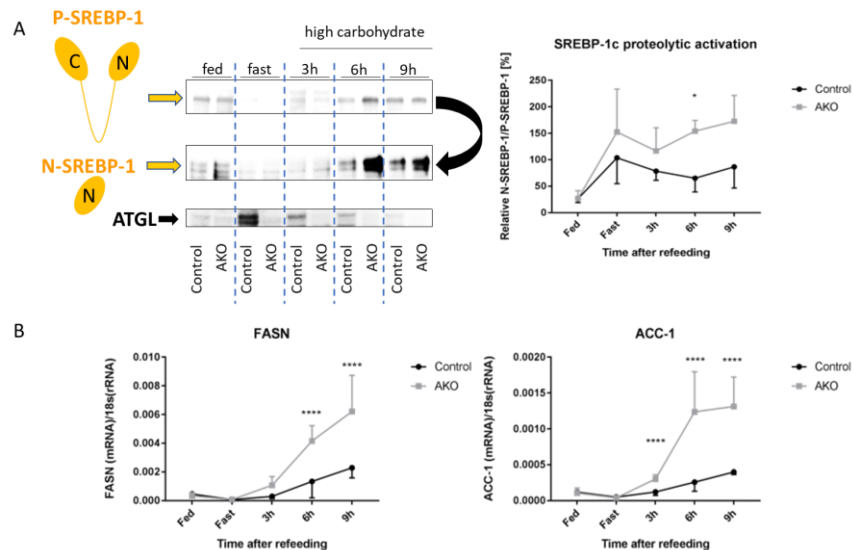 A
P-SREBP-1
C N
N-SREBP-1
N
ATGL
high carbohydrate
fed fast 3h 6h 9h
Control AKO Control AKO Control AKO Control AKO Control AKO
SREBP-1c proteolytic activation
Relative N-SREBP-1/P-SREBP-1 [%]
250
200
150
100
50
0
*
Fed Fast 3h 6h 9h
Time after refeeding
Control
AKO
B
FASN
FASN (mRNA)/18s(rRNA)
0.010
0.008
0.006
0.004
0.002
0.000
**** ****
Fed Fast 3h 6h 9h
Time after refeeding
Control
AKO
ACC-1
ACC-1 (mRNA)/18s(rRNA)
0.0020
0.0015
0.0010
0.0005
0.0000
**** **** ****
Fed Fast 3h 6h 9h
Time after refeeding
Control
AKO